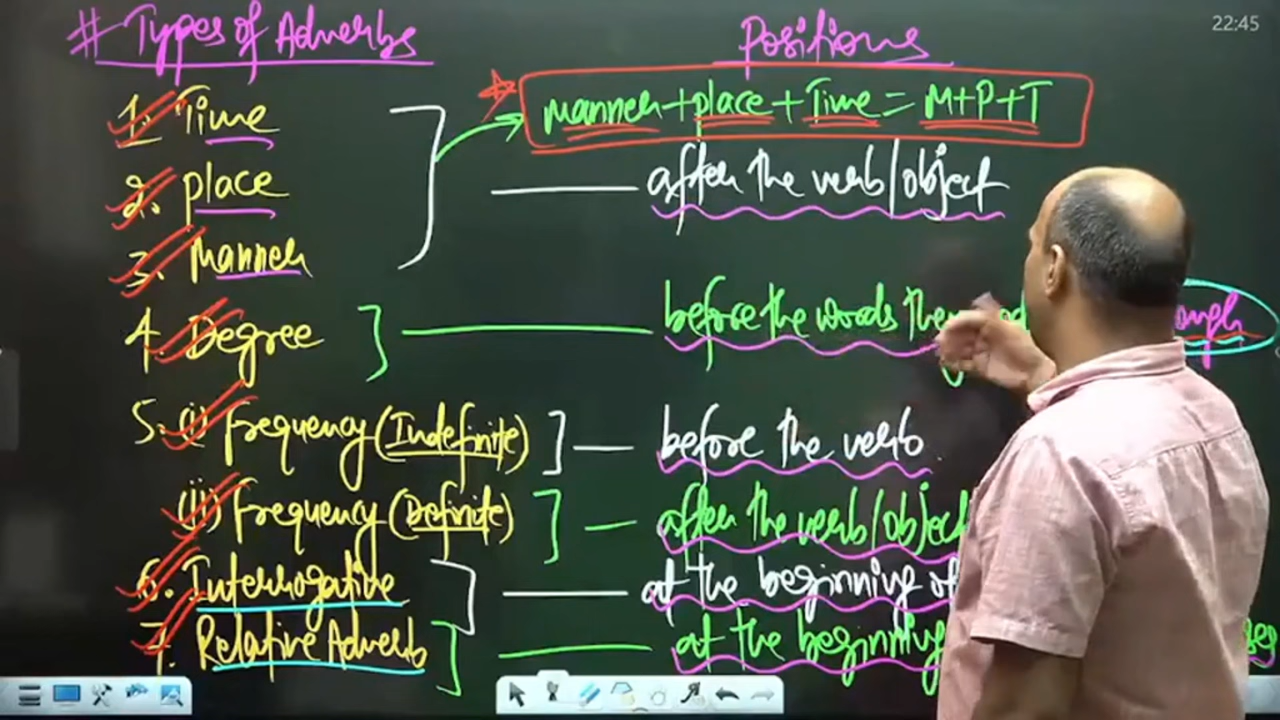 # Types of Adverbs Positions
22:45
1. Time
manner + place + Time = M+P+T
2. place
after the verb/object
3. Manner
4. Degree
before the words they
5. (i) frequency (Indefinite)
before the verb
(ii) frequency (Definite)
after the verb/object
6. Interrogative
at the beginning of
7. Relative Adverb
at the beginning